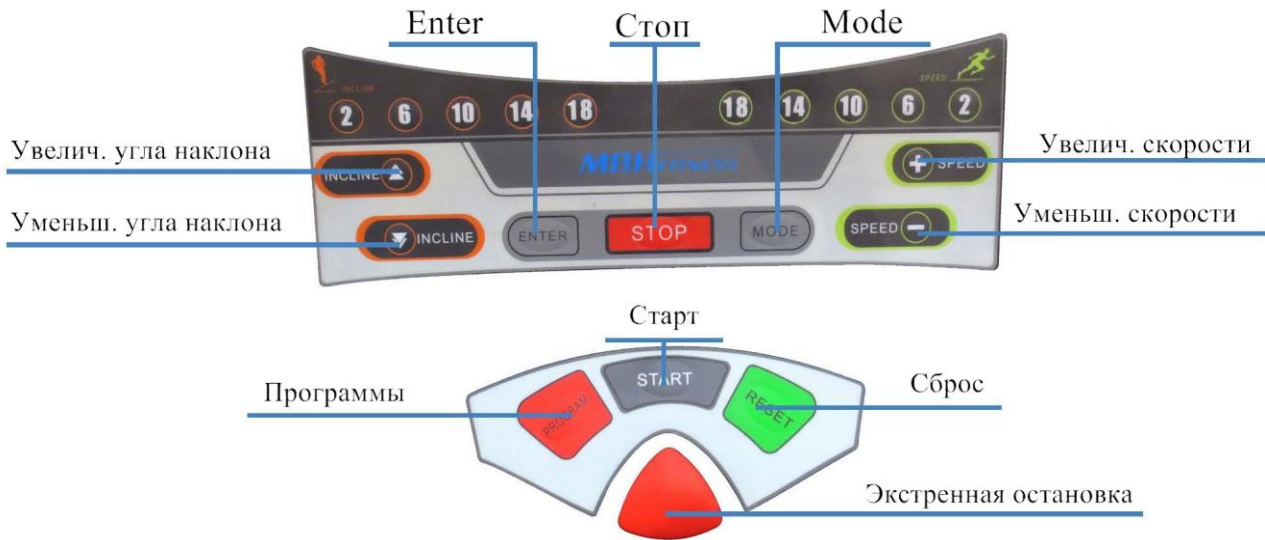 Enter Стоп Mode
INCLINE SPEED
2 6 10 14 18 18 14 10 6 2
Увелич. угла наклона INCLINE MBHFITNESS SPEED Увелич. скорости
Уменьш. угла наклона INCLINE ENTER STOP MODE SPEED Уменьш. скорости
Старт
Программы PROGRAM START RESET Сброс
Экстренная остановка